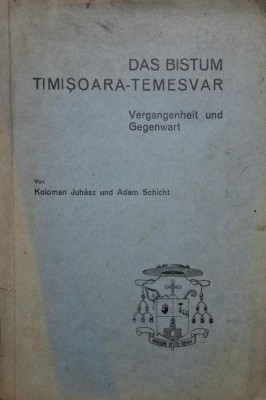 DAS BISTUM
TIMIȘOARA-TEMESVAR
Vergangenheit und
Gegenwart
Von
Koloman Juhász und Adam Schicht